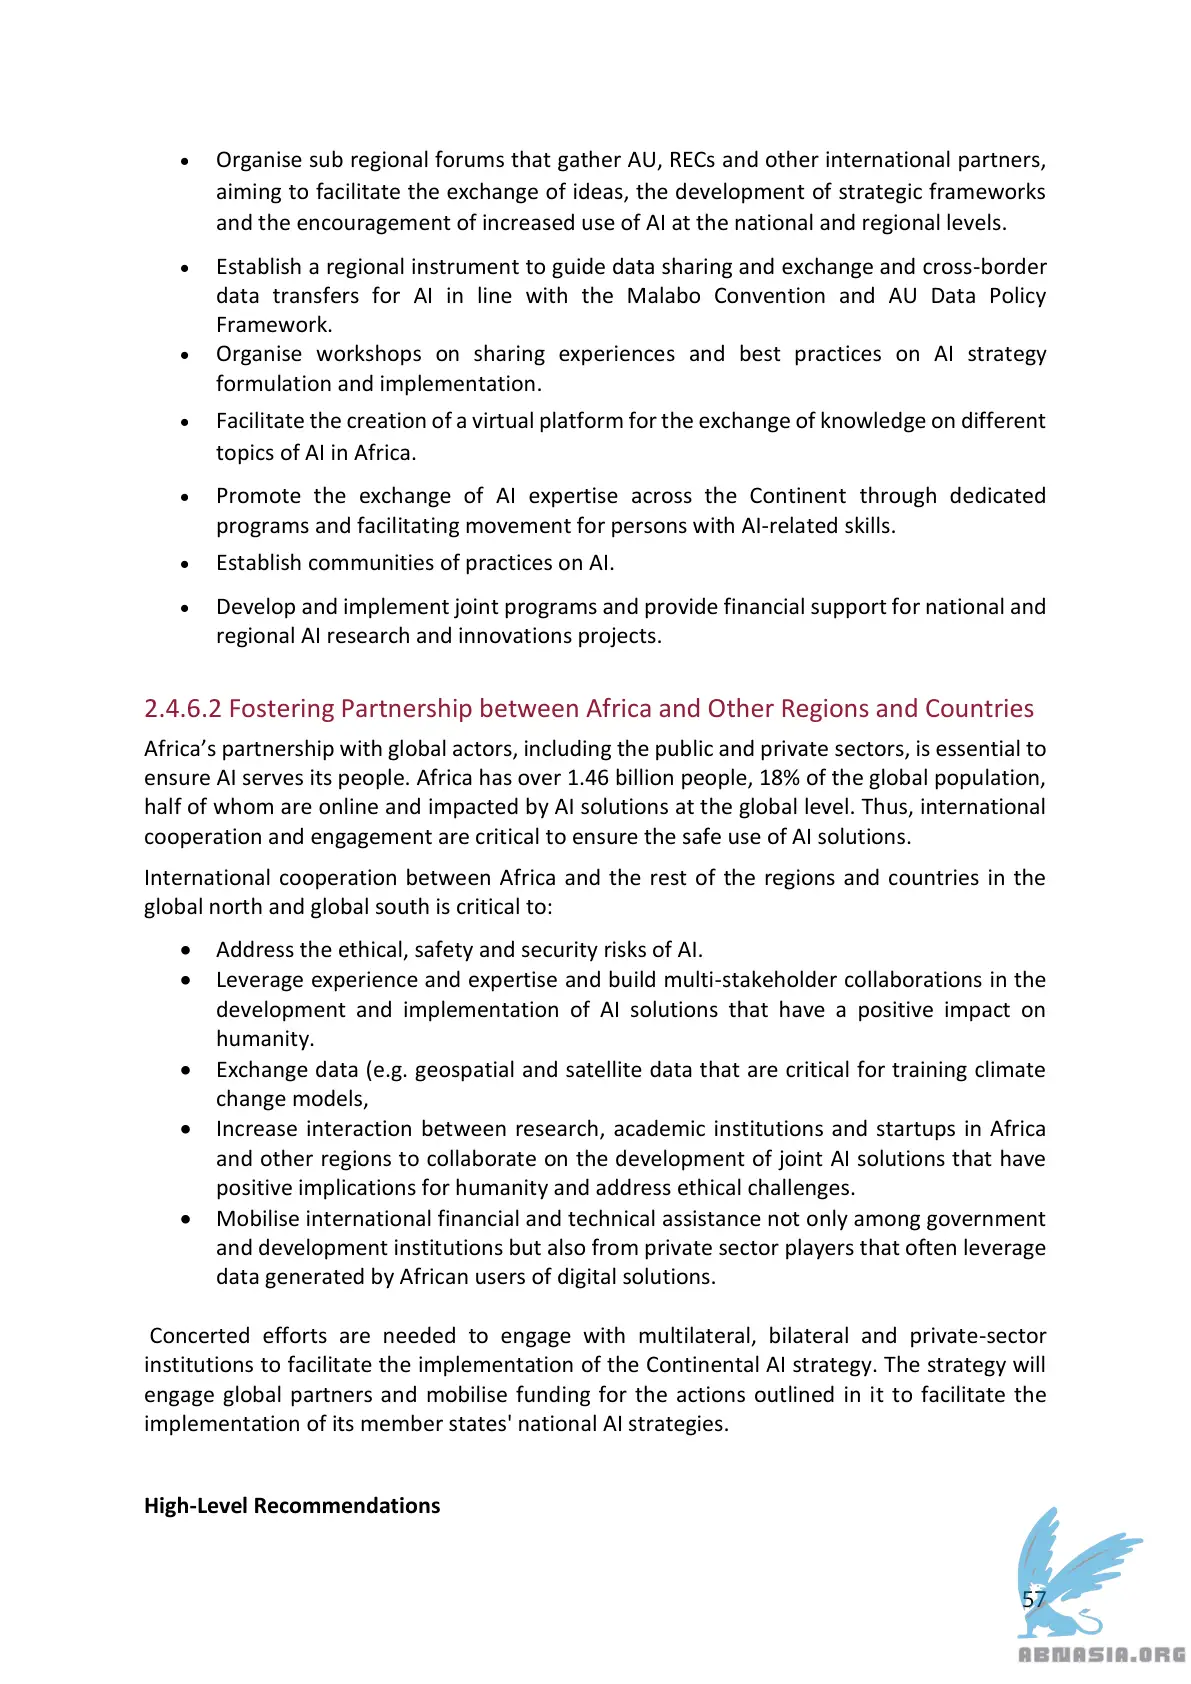 • Organise sub regional forums that gather AU, RECs and other international partners,
aiming to facilitate the exchange of ideas, the development of strategic frameworks
and the encouragement of increased use of AI at the national and regional levels.
• Establish a regional instrument to guide data sharing and exchange and cross-border
data transfers for AI in line with the Malabo Convention and AU Data Policy
Framework.
• Organise workshops on sharing experiences and best practices on AI strategy
formulation and implementation.
• Facilitate the creation of a virtual platform for the exchange of knowledge on different
topics of AI in Africa.
• Promote the exchange of AI expertise across the Continent through dedicated
programs and facilitating movement for persons with AI-related skills.
• Establish communities of practices on AI.
• Develop and implement joint programs and provide financial support for national and
regional AI research and innovations projects.
2.4.6.2 Fostering Partnership between Africa and Other Regions and Countries
Africa’s partnership with global actors, including the public and private sectors, is essential to
ensure AI serves its people. Africa has over 1.46 billion people, 18% of the global population,
half of whom are online and impacted by AI solutions at the global level. Thus, international
cooperation and engagement are critical to ensure the safe use of AI solutions.
International cooperation between Africa and the rest of the regions and countries in the
global north and global south is critical to:
• Address the ethical, safety and security risks of AI.
• Leverage experience and expertise and build multi-stakeholder collaborations in the
development and implementation of AI solutions that have a positive impact on
humanity.
• Exchange data (e.g. geospatial and satellite data that are critical for training climate
change models,
• Increase interaction between research, academic institutions and startups in Africa
and other regions to collaborate on the development of joint AI solutions that have
positive implications for humanity and address ethical challenges.
• Mobilise international financial and technical assistance not only among government
and development institutions but also from private sector players that often leverage
data generated by African users of digital solutions.
Concerted efforts are needed to engage with multilateral, bilateral and private-sector
institutions to facilitate the implementation of the Continental AI strategy. The strategy will
engage global partners and mobilise funding for the actions outlined in it to facilitate the
implementation of its member states' national AI strategies.
High-Level Recommendations
57
ABNASIA.ORG